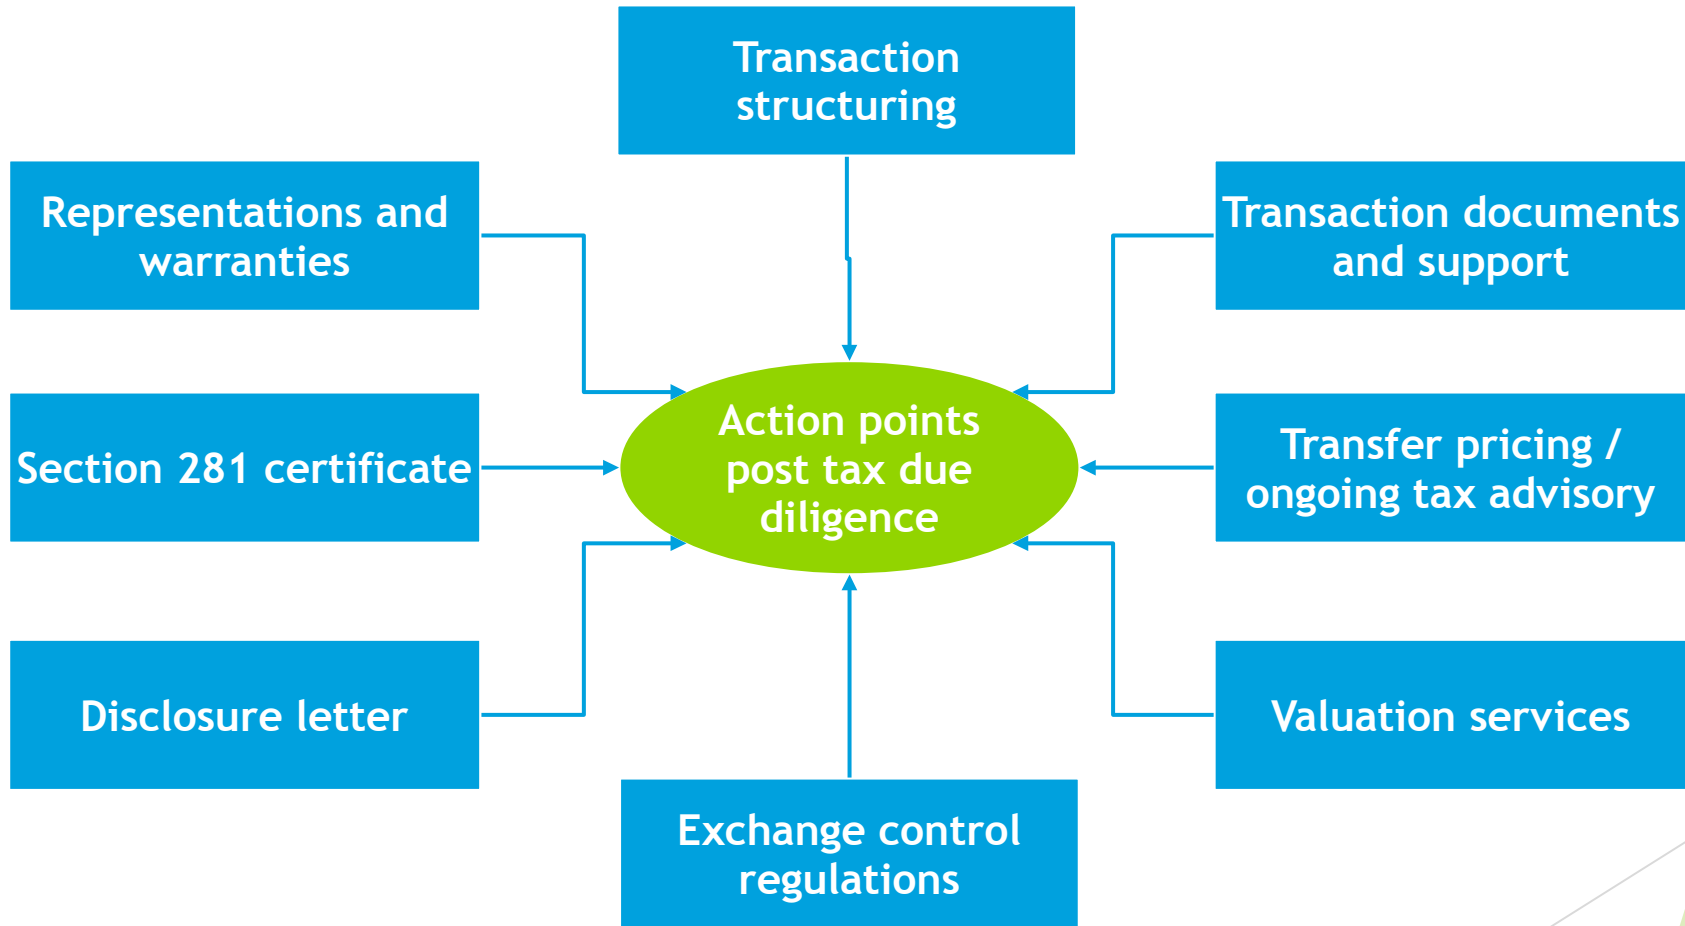 Transaction
structuring
Representations and
warranties
Transaction documents
and support
Section 281 certificate
Action points
post tax due
diligence
Transfer pricing /
ongoing tax advisory
Disclosure letter
Valuation services
Exchange control
regulations